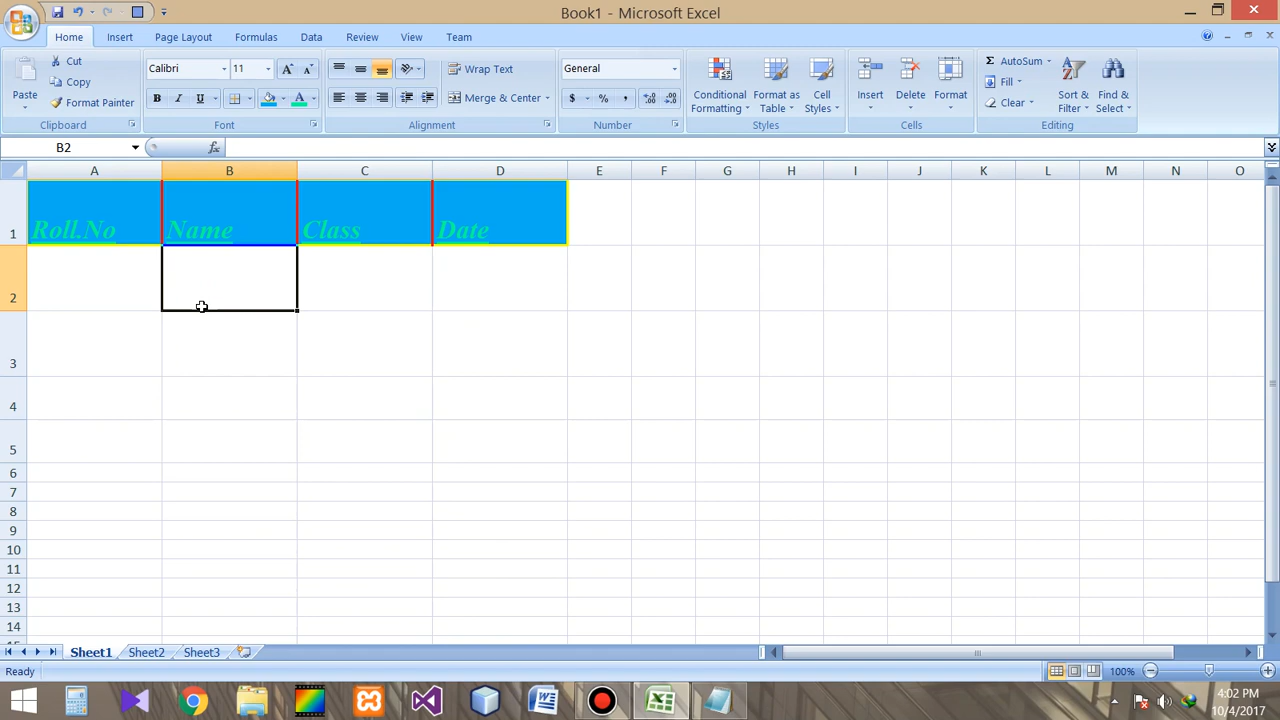 Book1 - Microsoft Excel
Home
Insert
Page Layout
Formulas
Data
Review
View
Team
Paste
Cut
Copy
Format Painter
Clipboard
Calibri
11
A
A
B
I
U
A
Font
Wrap Text
Merge & Center
Alignment
General
$
%
,
Number
Conditional
Formatting
Format as
Table
Cell
Styles
Styles
Insert
Delete
Format
Cells
Σ AutoSum
Fill
Clear
Sort &
Filter
Find &
Select
Editing
B2
fx
A B C D E F G H I J K L M N O
1 Roll.No Name Class Date
2
3
4
5
6
7
8
9
10
11
12
13
14
Sheet1
Sheet2
Sheet3
Ready
100%
4:02 PM
10/4/2017